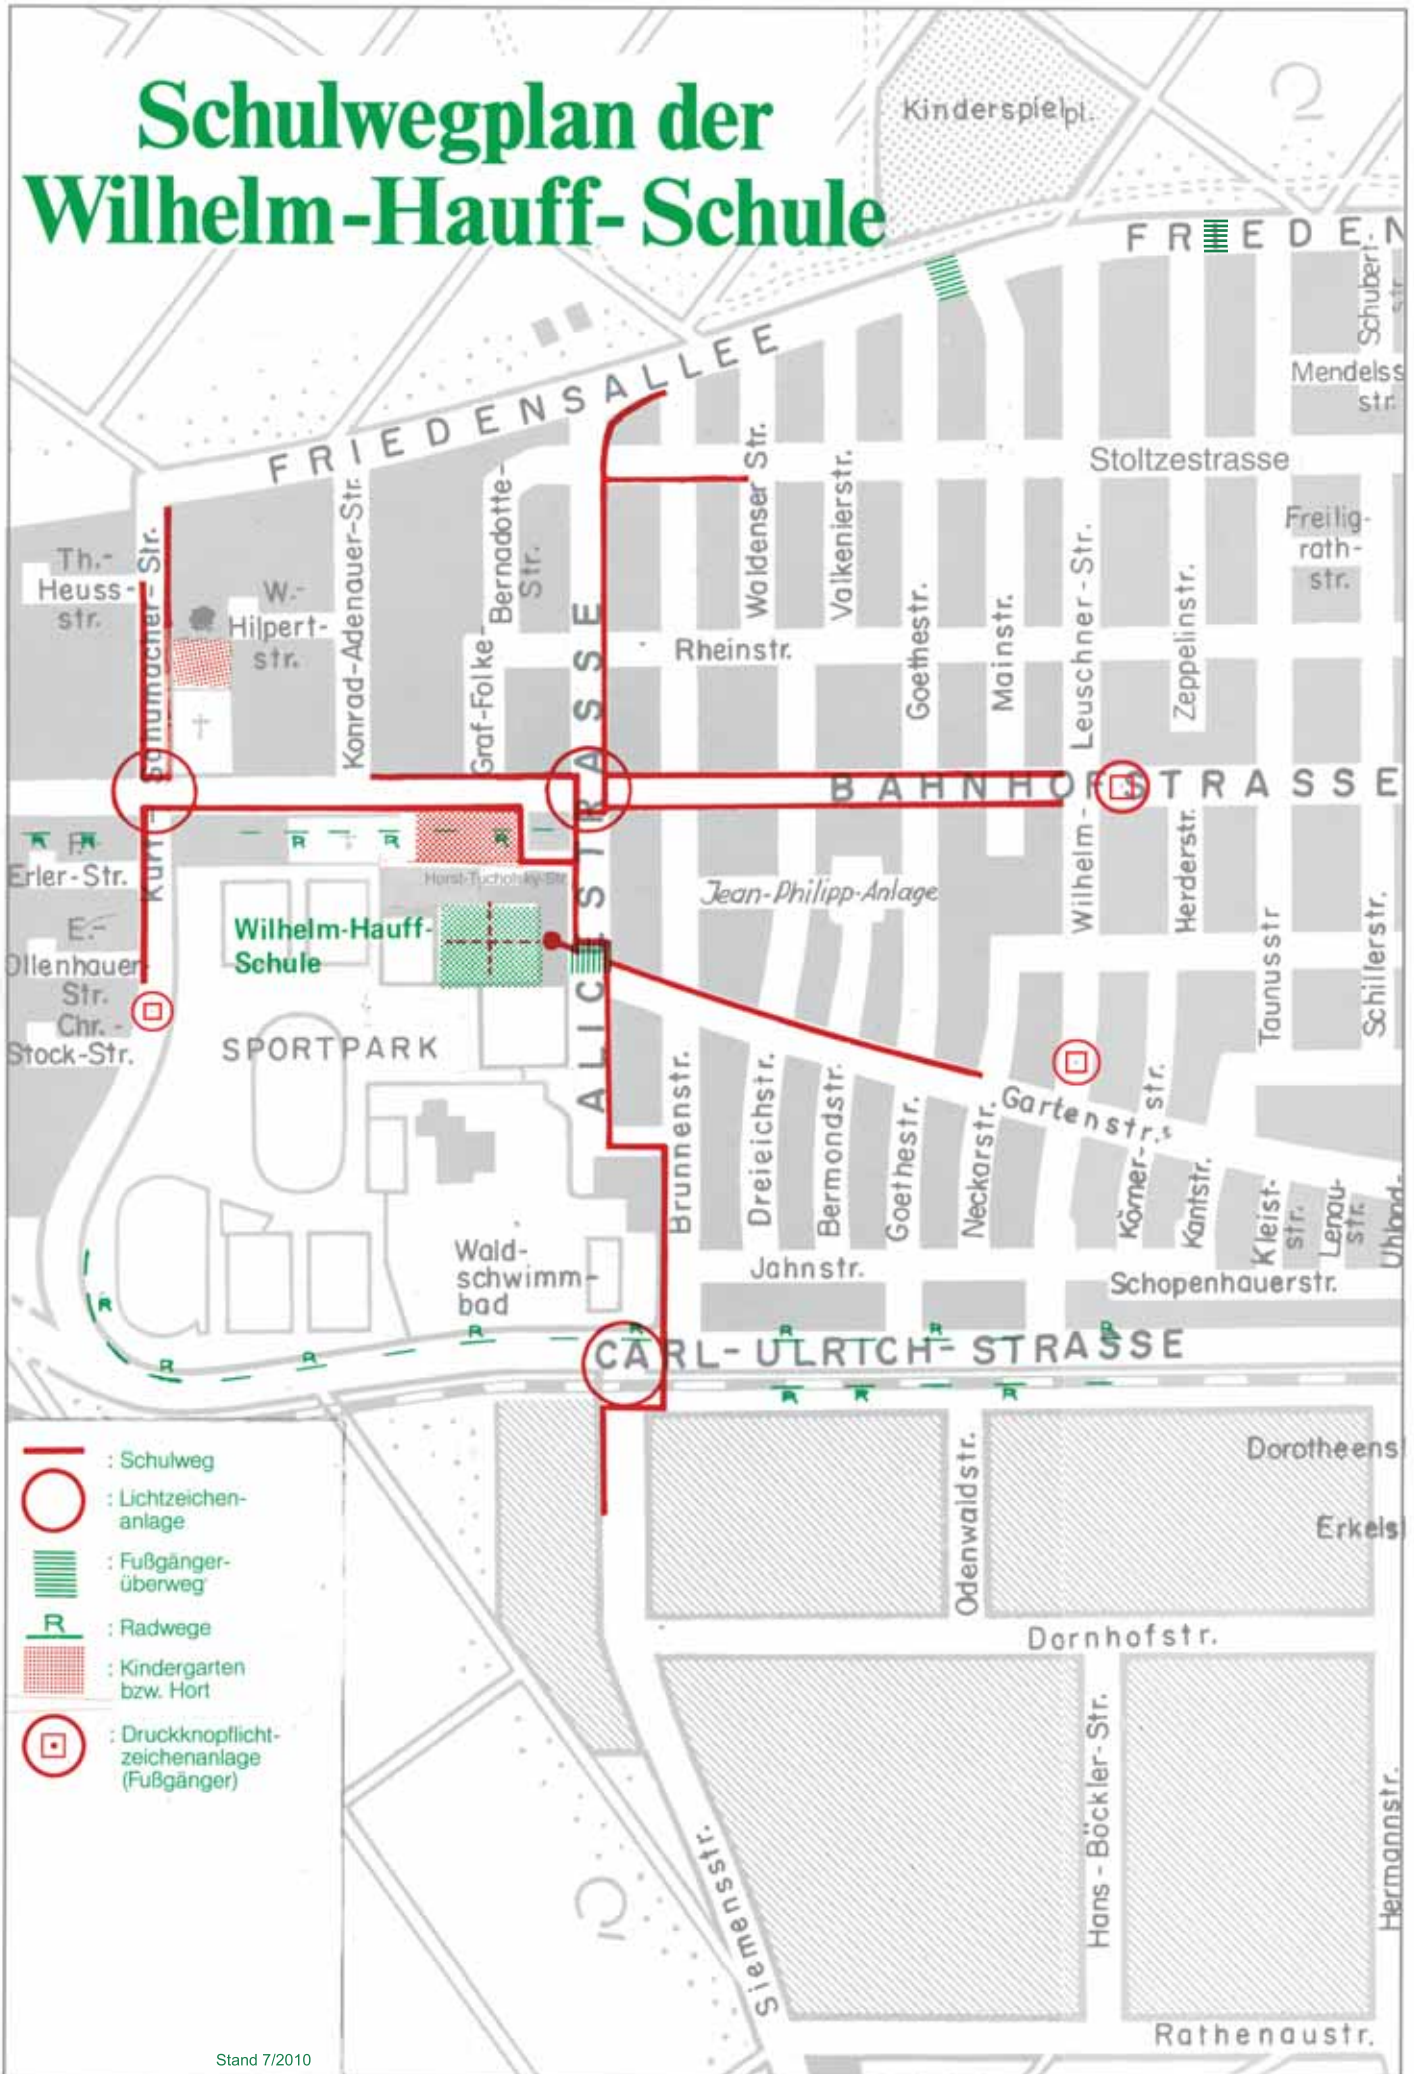 Schulwegplan der
Wilhelm-Hauff-Schule
Kinderspielpl.
FRIEDEN
Schubert
str.
Mendelss
str.
FRIEDENSALLEE
Stoltzestrasse
Waldenser Str.
Valkenierstr.
Freilig-
rath-
str.
Th.-
Heuss-
str.
Kurt-Schumacher-Str.
W.-
Hilpert-
str.
Konrad-Adenauer-Str.
Graf-Folke-
Bernadotte-
Str.
Rheinstr.
Goethestr.
Mainstr.
Wilhelm-Leuschner-Str.
Zeppelinstr.
BAHNHOFSTRASSE
ALICESTRASSE
F.-
Erler-Str.
R
R
R
R
R
Horst-Tucholsky-Str.
Jean-Philipp-Anlage
Herderstr.
Taunusstr
Schillerstr.
Wilhelm-Hauff-
Schule
E.-
Ollenhauer-
Str.
Chr.-
Stock-Str.
SPORTPARK
Gartenstr.
Brunnenstr.
Dreieichstr.
Bermondstr.
Goethestr.
Neckarstr.
Körner-
str.
Kantstr.
Kleist-
str.
Lenau-
str.
Uhland-
Wald-
schwimm-
bad
Jahnstr.
Schopenhauerstr.
R
R
R
R
R
R
R
R
CARL-ULRICH-STRASSE
R
R
R
: Schulweg
: Lichtzeichen-
anlage
: Fußgänger-
überweg
R
: Radwege
: Kindergarten
bzw. Hort
: Druckknopflicht-
zeichenanlage
(Fußgänger)
Dorotheens
Erkels
Odenwaldstr.
Dornhofstr.
Hans-Böckler-Str.
Hermannstr.
Siemensstr.
Rathenaustr.
Stand 7/2010